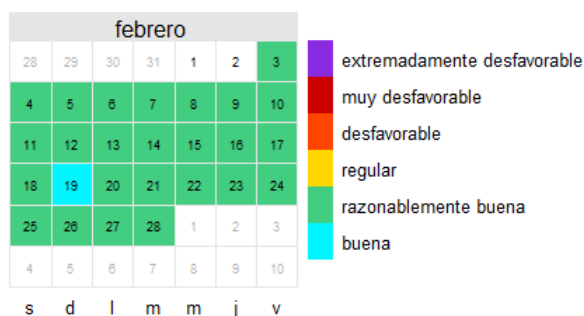 febrero
28 29 30 31 1 2 3
4 5 6 7 8 9 10
11 12 13 14 15 16 17
18 19 20 21 22 23 24
25 26 27 28 1 2 3
4 5 6 7 8 9 10
s d l m m j v
extremadamente desfavorable
muy desfavorable
desfavorable
regular
razonablemente buena
buena